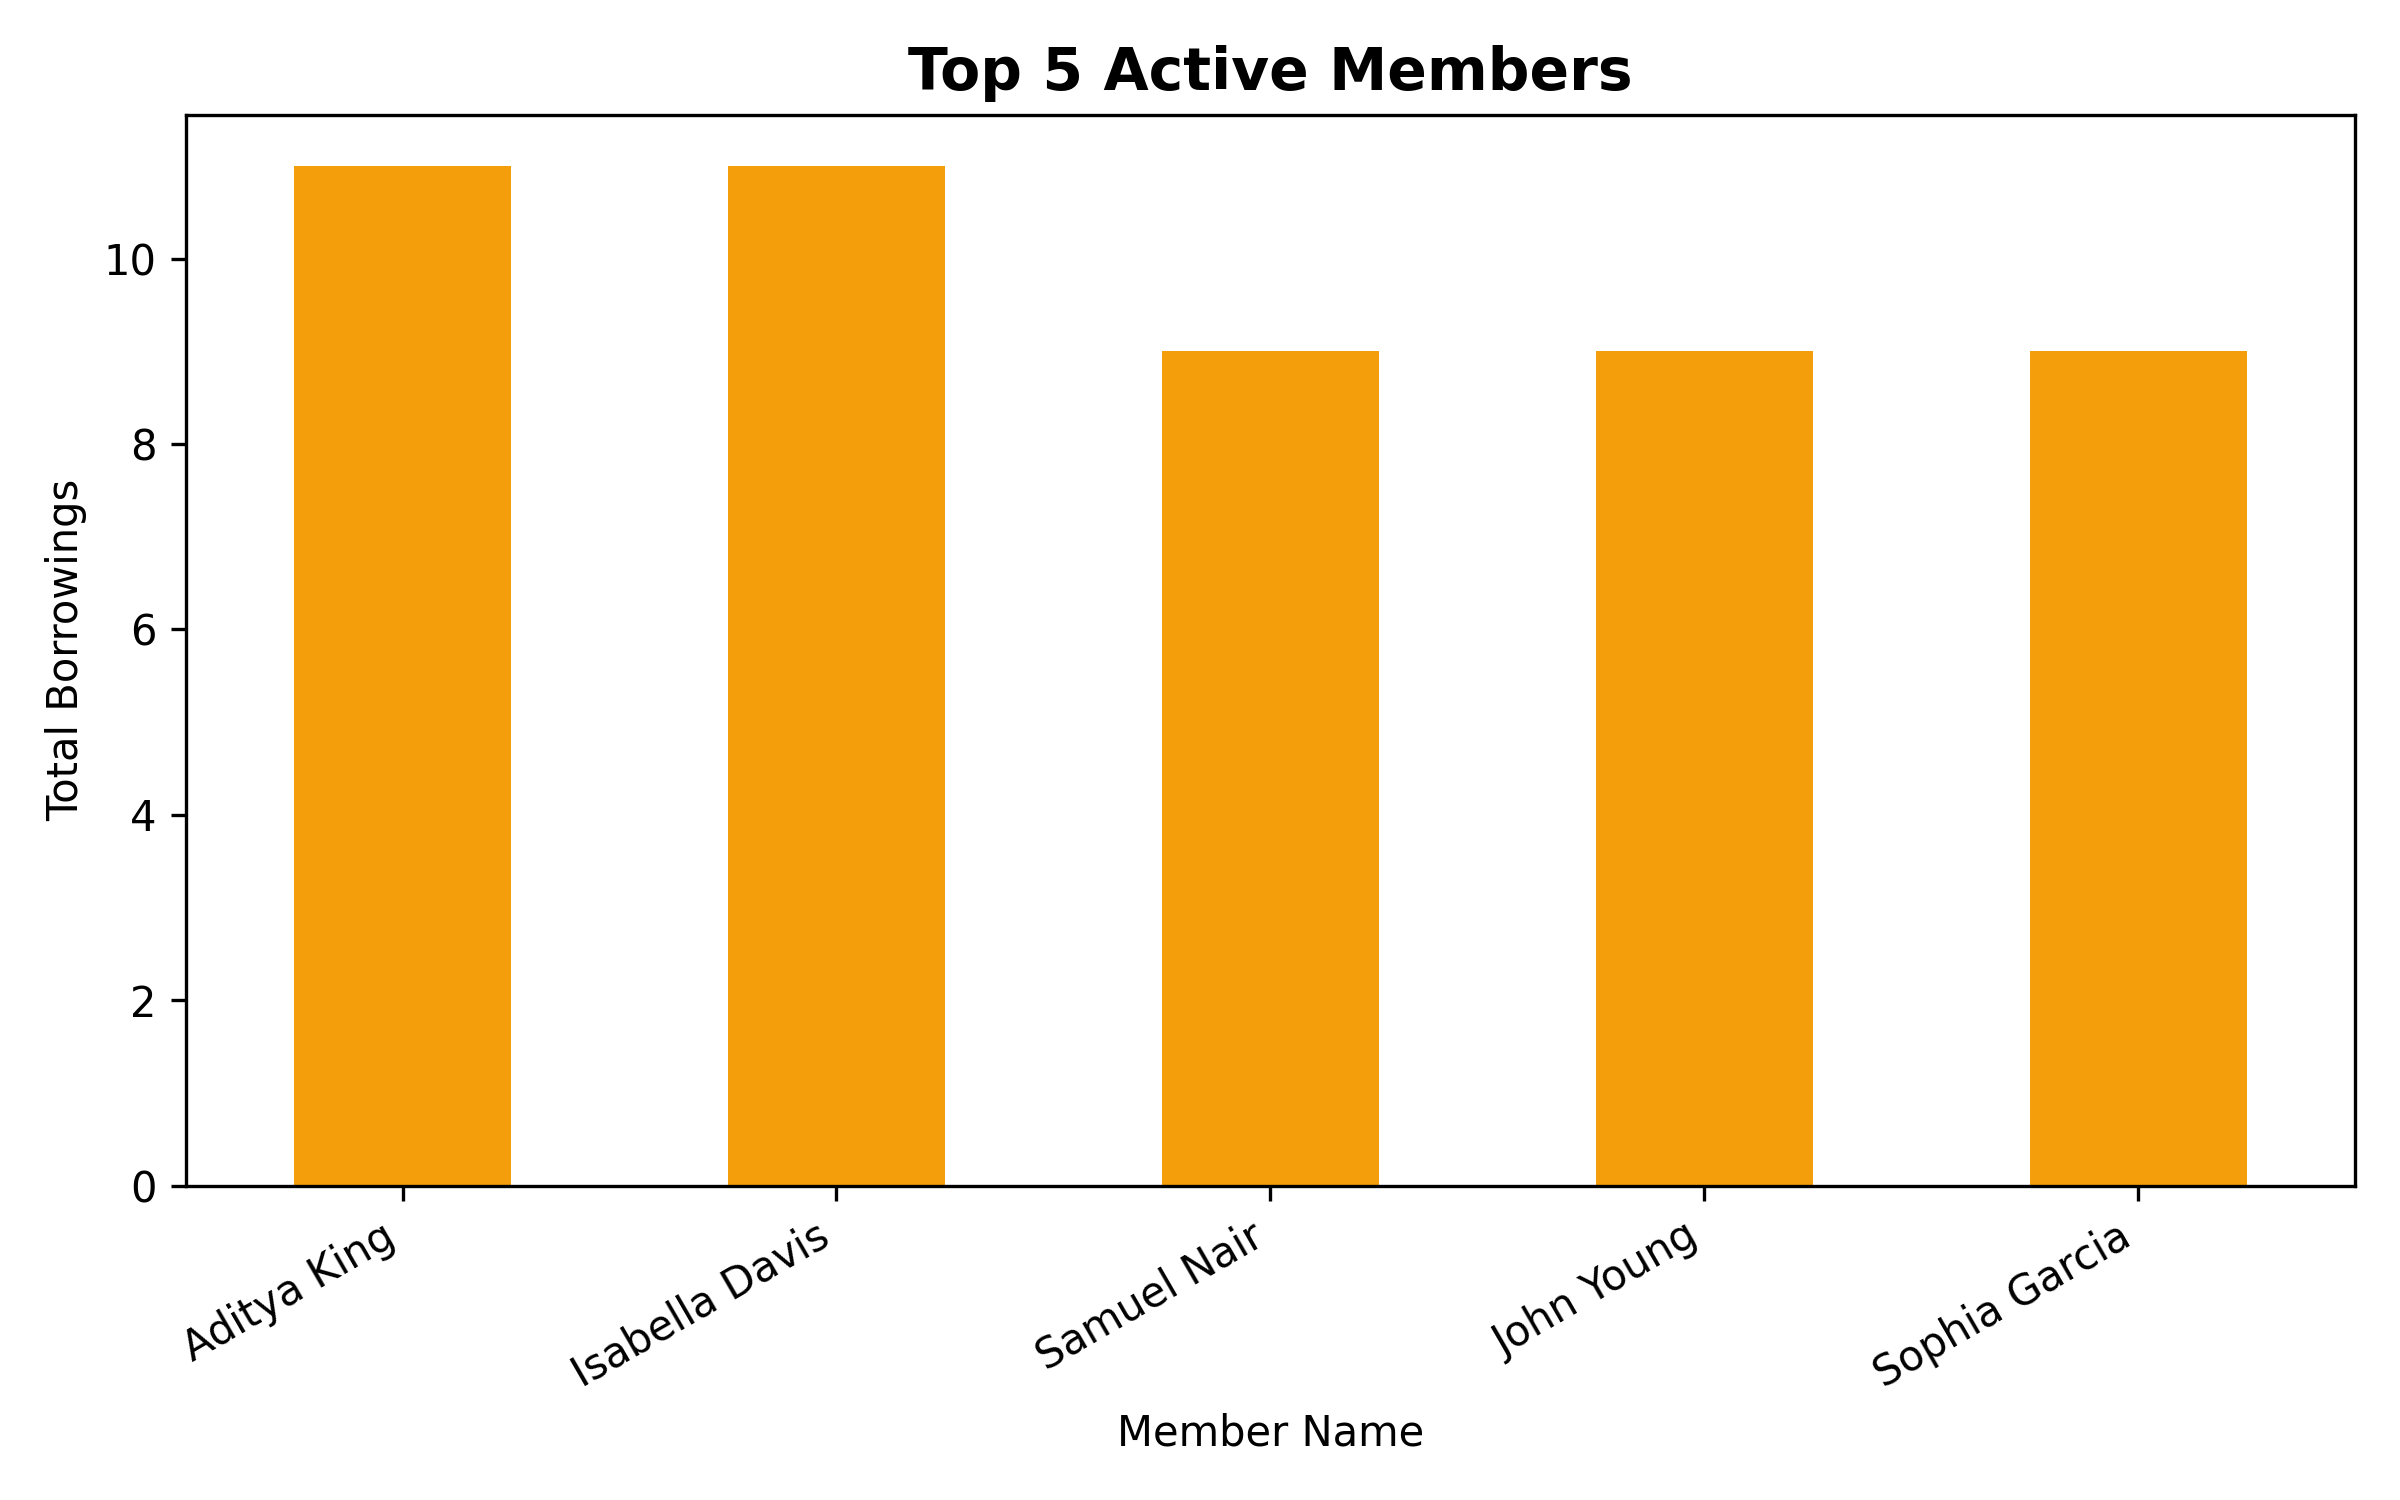 Top 5 Active Members
Total Borrowings
10
8
6
4
2
0
Aditya King
Isabella Davis
Samuel Nair
John Young
Sophia Garcia
Member Name